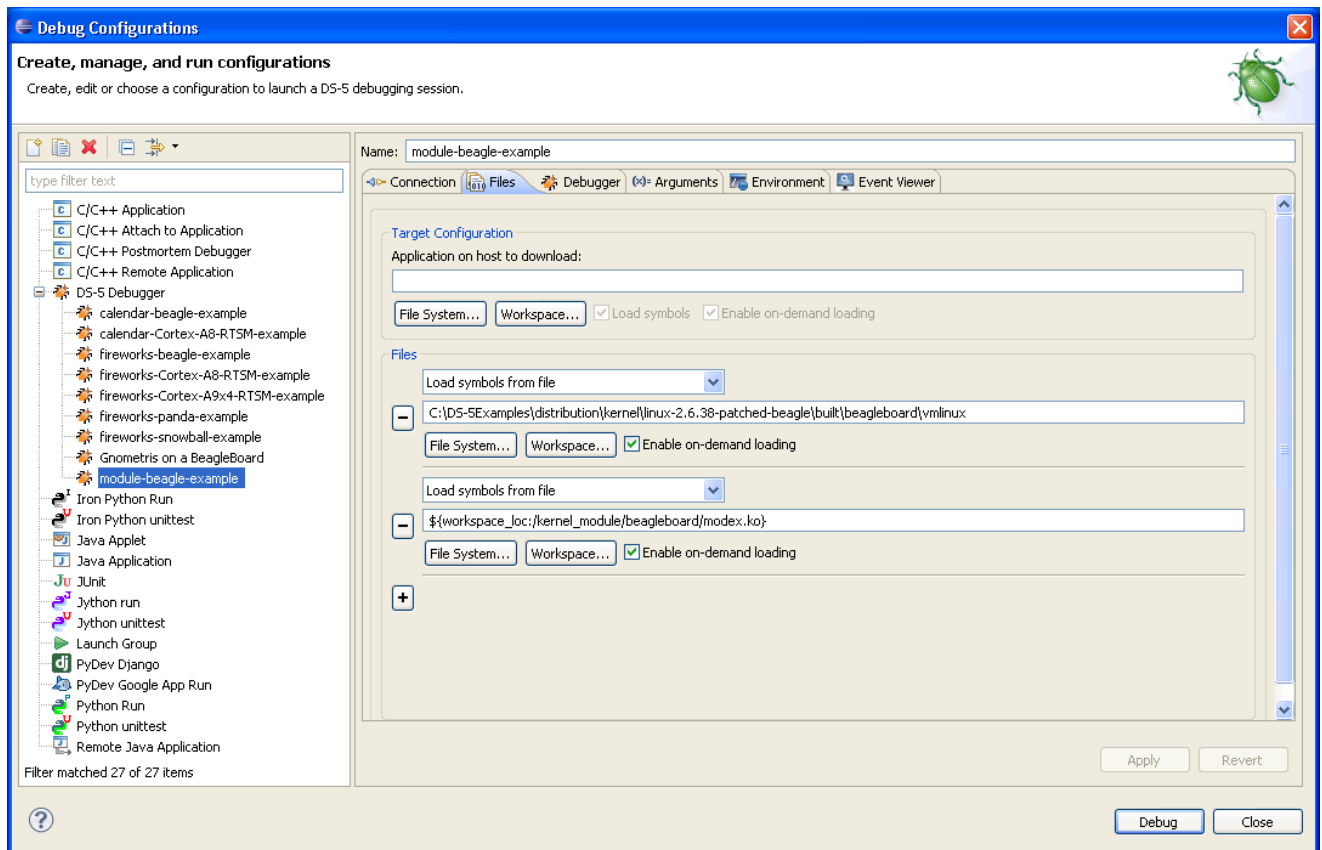 Debug Configurations
Create, manage, and run configurations
Create, edit or choose a configuration to launch a DS-5 debugging session.
type filter text
C/C++ Application
C/C++ Attach to Application
C/C++ Postmortem Debugger
C/C++ Remote Application
DS-5 Debugger
calendar-beagle-example
calendar-Cortex-A8-RTSM-example
fireworks-beagle-example
fireworks-Cortex-A8-RTSM-example
fireworks-Cortex-A9x4-RTSM-example
fireworks-panda-example
fireworks-snowball-example
Gnometris on a BeagleBoard
module-beagle-example
Iron Python Run
Iron Python unittest
Java Applet
Java Application
JUnit
Jython run
Jython unittest
Launch Group
PyDev Django
PyDev Google App Run
Python Run
Python unittest
Remote Java Application
Filter matched 27 of 27 items
Name: module-beagle-example
Connection Files Debugger (x)= Arguments Environment Event Viewer
Target Configuration
Application on host to download:
File System... Workspace... Load symbols Enable on-demand loading
Files
Load symbols from file
C:\DS-5Examples\distribution\kernel\linux-2.6.38-patched-beagle\built\beagleboard\vmlinux
File System... Workspace... Enable on-demand loading
Load symbols from file
${workspace_loc:/kernel_module/beagleboard/modex.ko}
File System... Workspace... Enable on-demand loading
Apply Revert
Debug Close